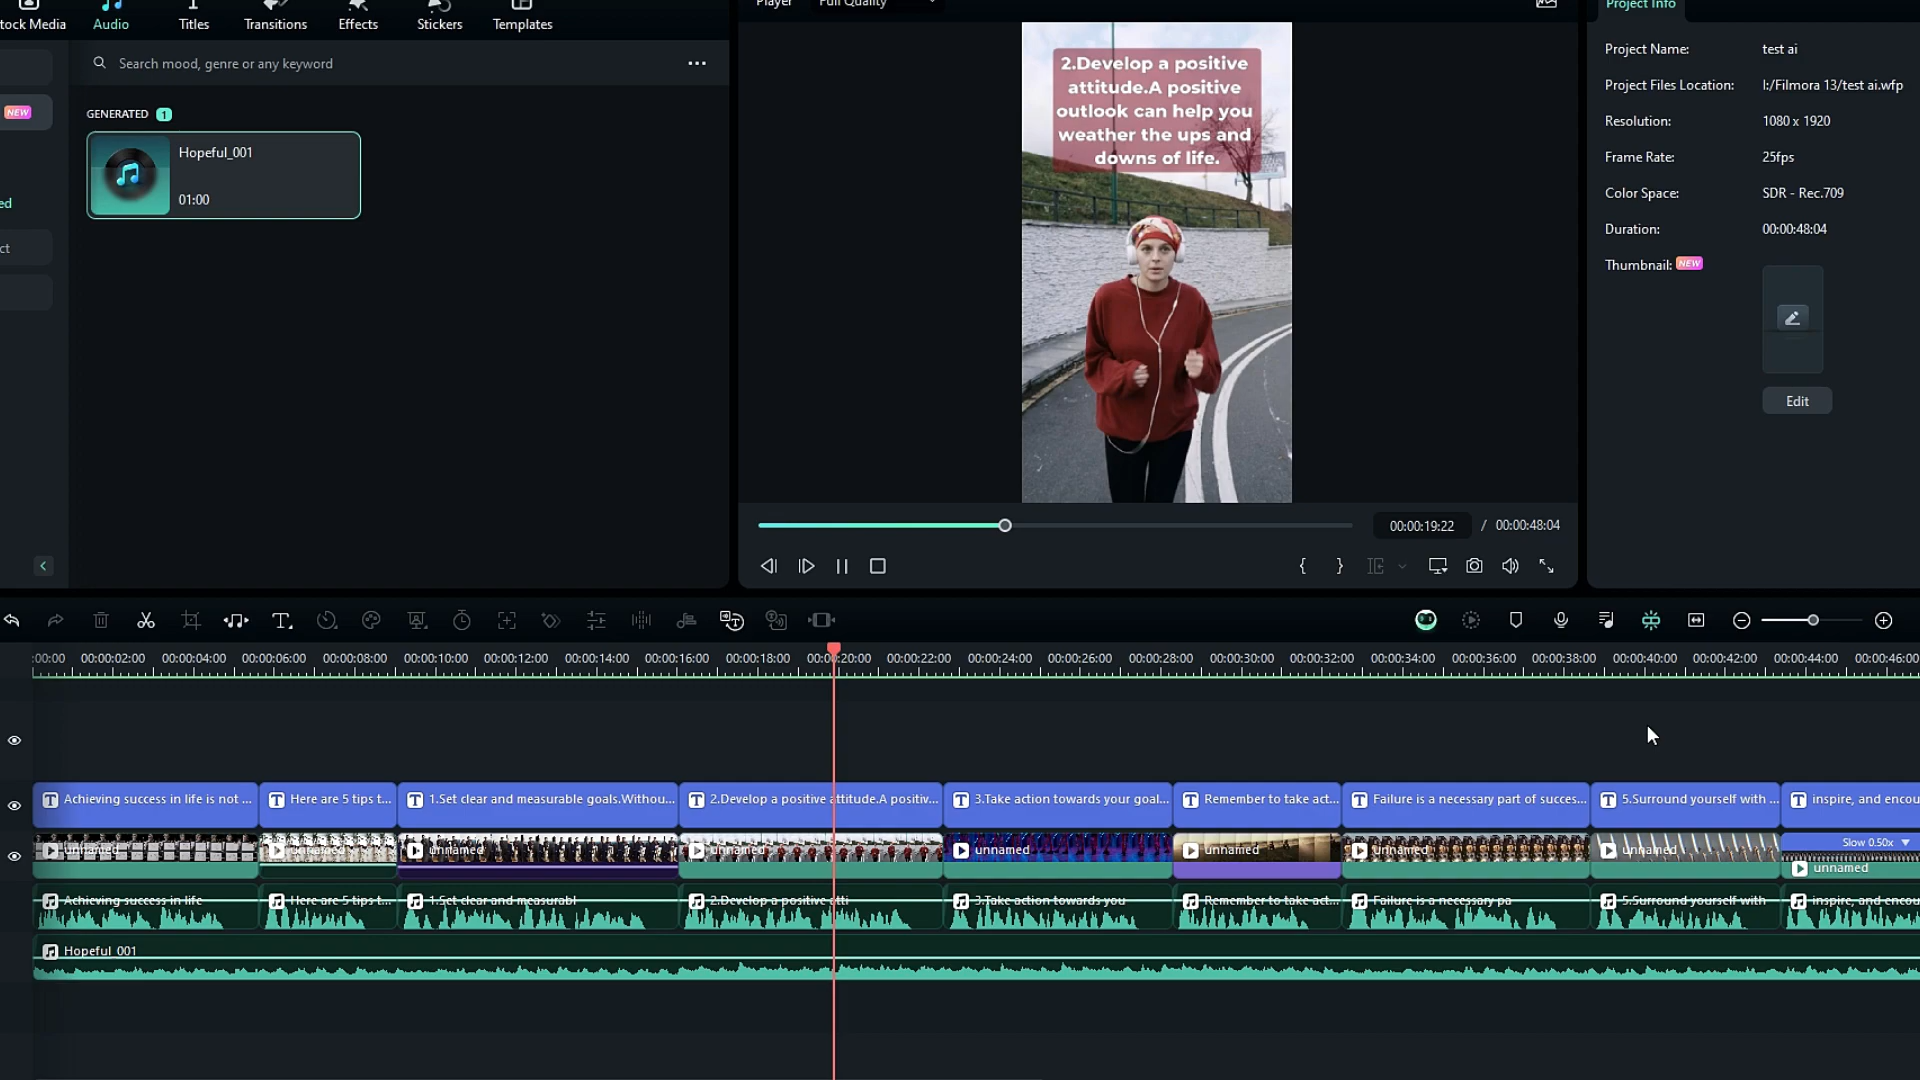 tock Media
Audio
Titles
Transitions
Effects
Stickers
Templates
Player
Full Quality
Project Info
Search mood, genre or any keyword
NEW
ed
ct
GENERATED 1
Hopeful_001
01:00
2.Develop a positive
attitude.A positive
outlook can help you
weather the ups and
downs of life.
00:00:19:22 / 00:00:48:04
Project Name: test ai
Project Files Location: I:/Filmora 13/test ai.wfp
Resolution: 1080 x 1920
Frame Rate: 25fps
Color Space: SDR - Rec.709
Duration: 00:00:48:04
Thumbnail: NEW
Edit
:00:00 00:00:02:00 00:00:04:00 00:00:06:00 00:00:08:00 00:00:10:00 00:00:12:00 00:00:14:00 00:00:16:00 00:00:18:00 00:00:20:00 00:00:22:00 00:00:24:00 00:00:26:00 00:00:28:00 00:00:30:00 00:00:32:00 00:00:34:00 00:00:36:00 00:00:38:00 00:00:40:00 00:00:42:00 00:00:44:00 00:00:46:00
T Achieving success in life is not ... T Here are 5 tips t... T 1.Set clear and measurable goals.Withou... T 2.Develop a positive attitude.A positiv... T 3.Take action towards your goal... T Remember to take act... T Failure is a necessary part of succes... T 5.Surround yourself with ... T inspire, and encou
unnamed unnamed unnamed unnamed unnamed unnamed unnamed unnamed Slow 0.50x
unnamed
Achieving success in life Here are 5 tips t... 1.Set clear and measurabl 2.Develop a positive atti 3.Take action towards you Remember to take act... Failure is a necessary pa 5.Surround yourself with inspire, and encou
Hopeful_001